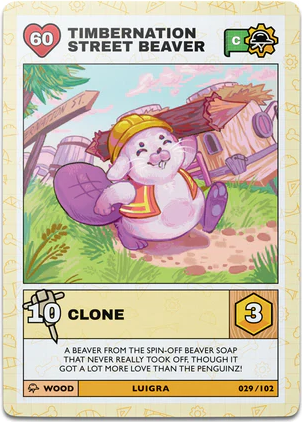 60
TIMBERNATION
STREET BEAVER
C
10
CLONE
3
A BEAVER FROM THE SPIN-OFF BEAVER SOAP
THAT NEVER REALLY TOOK OFF, THOUGH IT
GOT A LOT MORE LOVE THAN THE PENGUINZ!
WOOD
LUIGRA
029/102